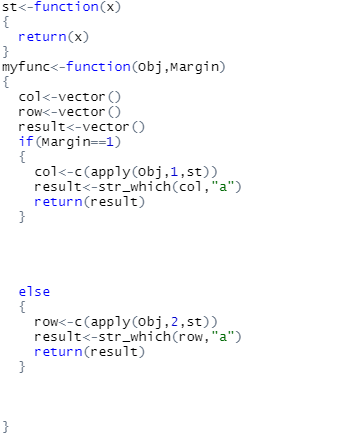 st<-function(x)
{
  return(x)
}
myfunc<-function(Obj,Margin)
{
  col<-vector()
  row<-vector()
  result<-vector()
  if(Margin==1)
  {
    col<-c(apply(Obj,1,st))
    result<-str_which(col,"a")
    return(result)
  }
  else
  {
    row<-c(apply(Obj,2,st))
    result<-str_which(row,"a")
    return(result)
  }
}